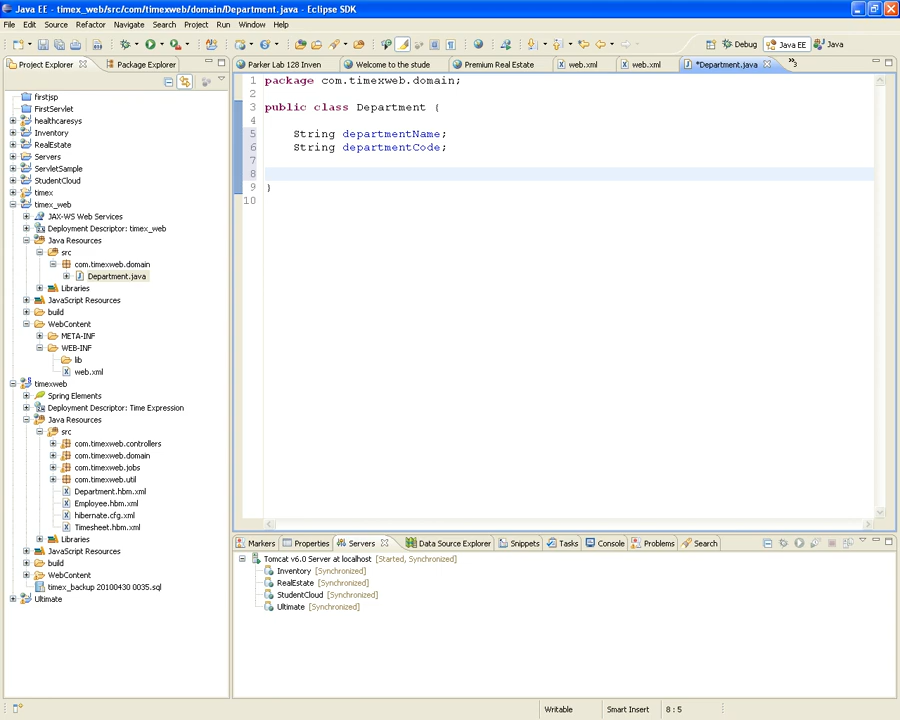 Java EE - timex_web/src/com/timexweb/domain/Department.java - Eclipse SDK
File Edit Source Refactor Navigate Search Project Run Window Help
Debug Java EE Java
Project Explorer Package Explorer
Parker Lab 128 Inven Welcome to the stude Premium Real Estate web.xml web.xml *Department.java »3
firstjsp
FirstServlet
healthcaresys
Inventory
RealEstate
Servers
ServletSample
StudentCloud
timex
timex_web
JAX-WS Web Services
Deployment Descriptor: timex_web
Java Resources
src
com.timexweb.domain
Department.java
Libraries
JavaScript Resources
build
WebContent
META-INF
WEB-INF
lib
web.xml
timexweb
Spring Elements
Deployment Descriptor: Time Expression
Java Resources
src
com.timexweb.controllers
com.timexweb.domain
com.timexweb.jobs
com.timexweb.util
Department.hbm.xml
Employee.hbm.xml
hibernate.cfg.xml
Timesheet.hbm.xml
Libraries
JavaScript Resources
build
WebContent
timex_backup 20100430 0035.sql
Ultimate
1 package com.timexweb.domain;
2
3 public class Department {
4
5 String departmentName;
6 String departmentCode;
7
8
9 }
10
Markers Properties Servers Data Source Explorer Snippets Tasks Console Problems Search
Tomcat v6.0 Server at localhost [Started, Synchronized]
Inventory [Synchronized]
RealEstate [Synchronized]
StudentCloud [Synchronized]
Ultimate [Synchronized]
Writable Smart Insert 8 : 5